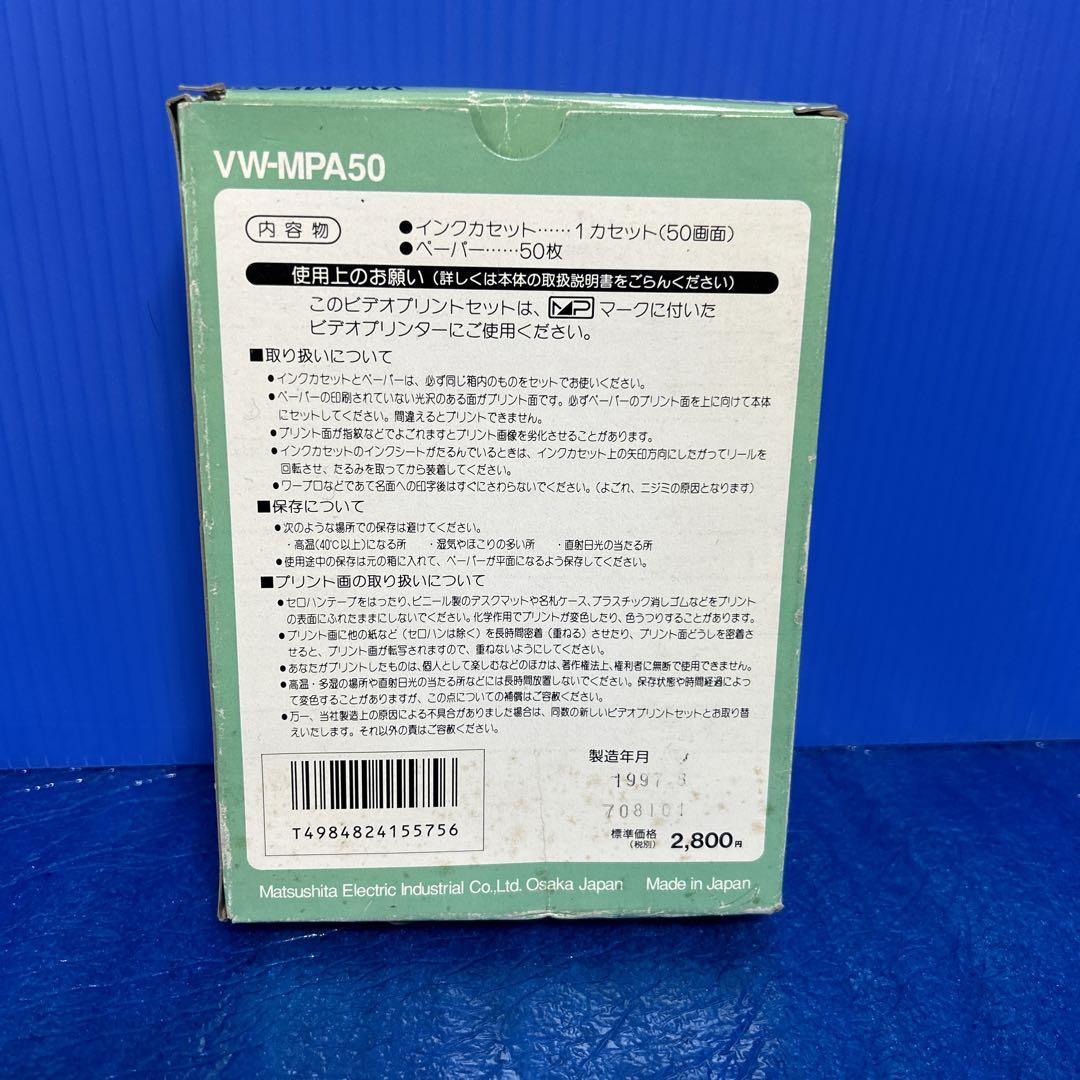 VW-MPA50
内容物
●インクカセット……1カセット(50画面)
●ペーパー……50枚
使用上のお願い(詳しくは本体の取扱説明書をごらんください)
このビデオプリントセットは、MPマークに付いた
ビデオプリンターにご使用ください。
■取り扱いについて
●インクカセットとペーパーは、必ず同じ箱内のものをセットでお使いください。
●ペーパーの印刷されていない光沢のある面がプリント面です。必ずペーパーのプリント面を上に向けて本体
にセットしてください。間違えるとプリントできません。
●プリント面が指紋などでよごれますとプリント画像を劣化させることがあります。
●インクカセットのインクシートがたるんでいるときは、インクカセット上の矢印方向にしたがってリールを
回転させ、たるみを取ってから装着してください。
●ワープロなどであて名面への印字後はすぐにさわらないでください。(よごれ、ニジミの原因となります)
■保存について
●次のような場所での保存は避けてください。
・高温(40℃以上)になる所 ・湿気やほこりの多い所 ・直射日光の当たる所
●使用途中の保存は元の箱に入れて、ペーパーが平面になるよう保存してください。
■プリント画の取り扱いについて
●セロハンテープをはったり、ビニール製のデスクマットや名札ケース、プラスチック消しゴムなどをプリント
の表面にふれたままにしないでください。化学作用でプリントが変色したり、色うつりすることがあります。
●プリント画に他の紙など(セロハンは除く)を長時間密着(重ねる)させたり、プリント面どうしを密着さ
せると、プリント画が転写されますので、重ねないようにしてください。
●あなたがプリントしたものは、個人として楽しむなどのほかは、著作権法上、権利者に無断で使用できません。
●高温・多湿の場所や直射日光の当たる所などには長時間放置しないでください。保存状態や時間経過によっ
て変色することがありますが、この点についての補償はご容赦ください。
●万一、当社製造上の原因による不具合がありました場合は、同数の新しいビデオプリントセットとお取り替
えいたします。それ以外の責はご容赦ください。
製造年月
1997.8
708101
T4984824155756
標準価格
(税別) 2,800円
Matsushita Electric Industrial Co.,Ltd. Osaka Japan Made in Japan